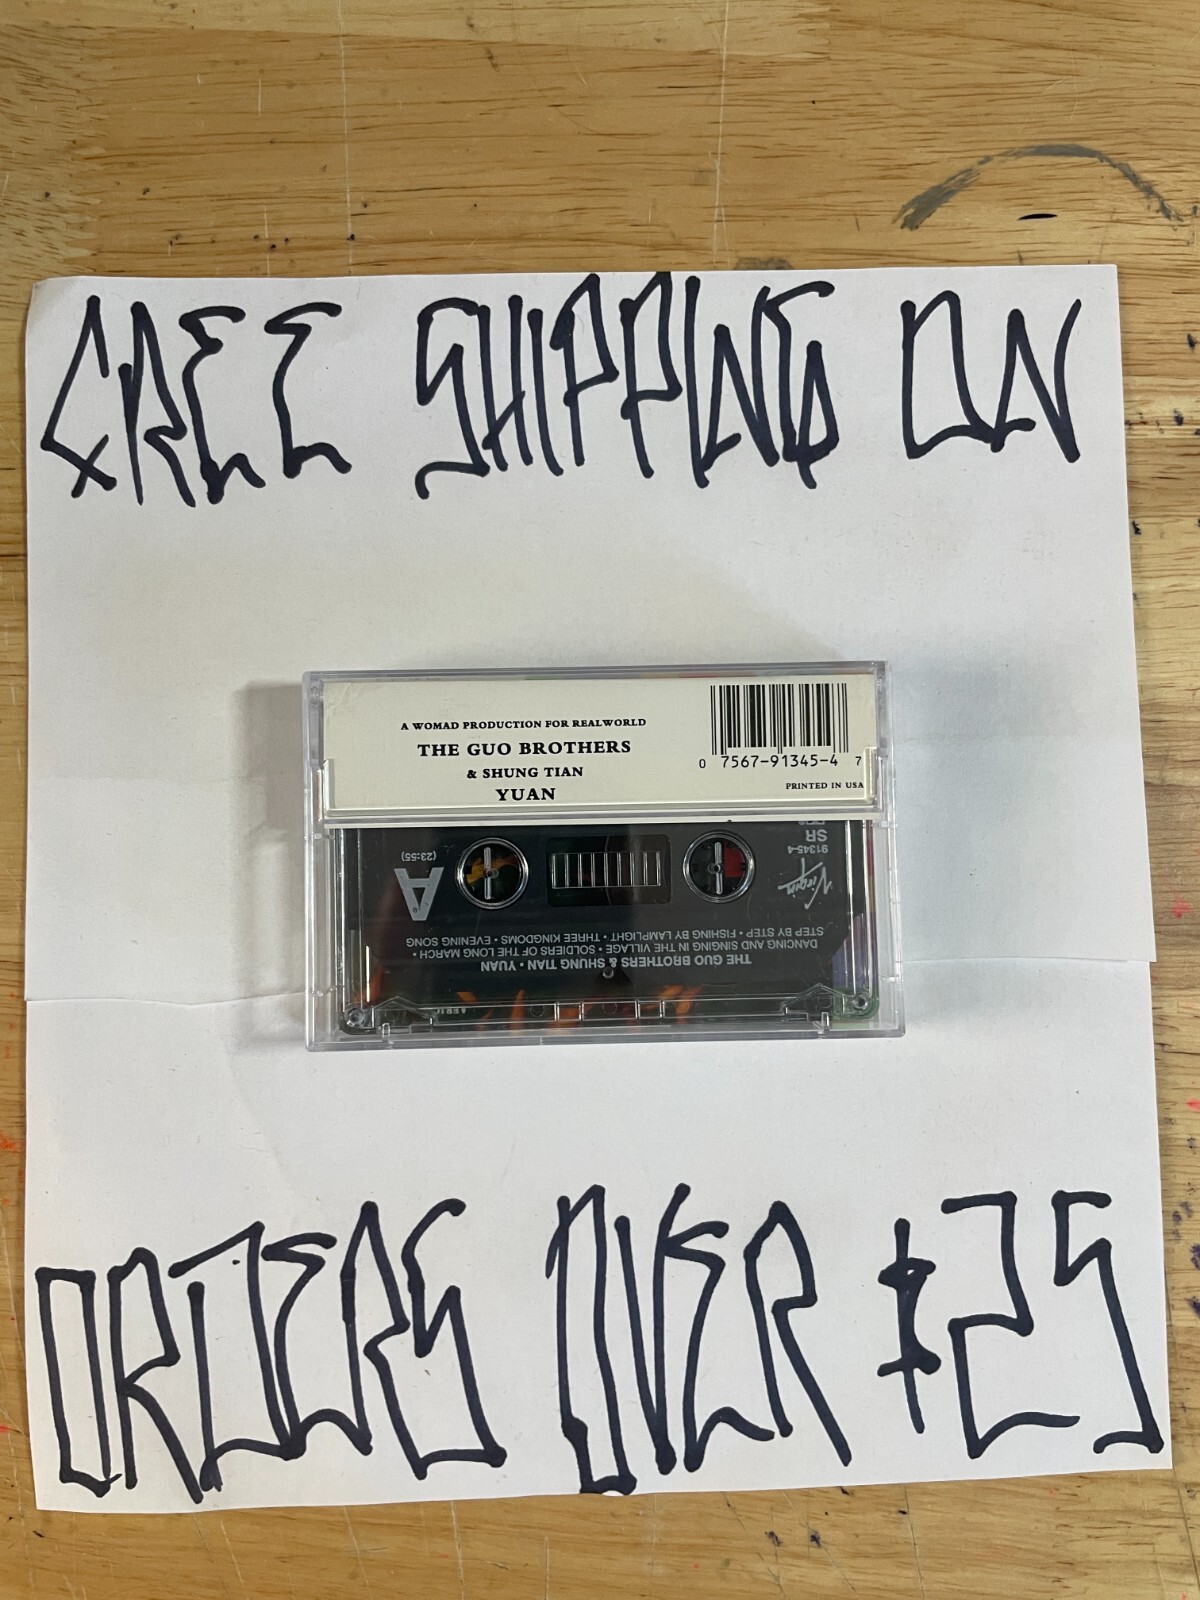 FREE SHIPPING ON
A WOMAD PRODUCTION FOR REALWORLD
THE GUO BROTHERS
& SHUNG TIAN
YUAN
0 7567-91345-4 7
PRINTED IN USA
THE GUO BROTHERS & SHUNG TIAN • YUAN
DANCING AND SINGING IN THE VILLAGE • SOLDIERS OF THE LONG MARCH •
STEP BY STEP • FISHING BY LAMPLIGHT • THREE KINGDOMS • EVENING SONG
A
(23:55)
Virgin
91345-4
SR
ORDERS OVER $25